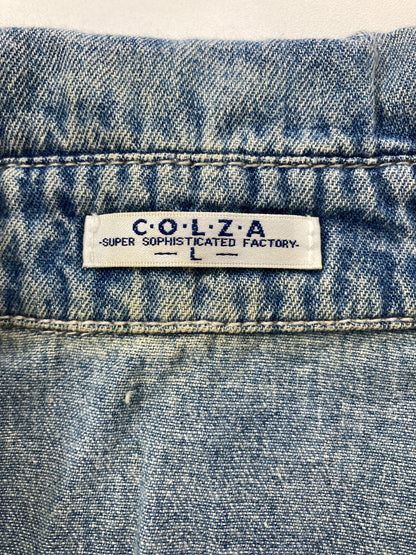 C·O·L·Z·A
-SUPER SOPHISTICATED FACTORY-
— L —